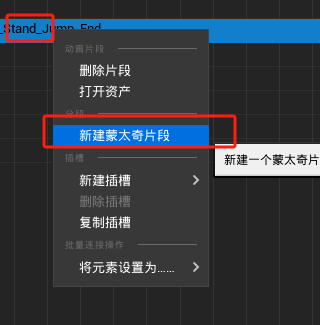 _Stand_Jump_End
动画片段
删除片段
打开资产
分段
新建蒙太奇片段
新建一个蒙太奇片
插槽
新建插槽
删除插槽
复制插槽
批量连接操作
将元素设置为……